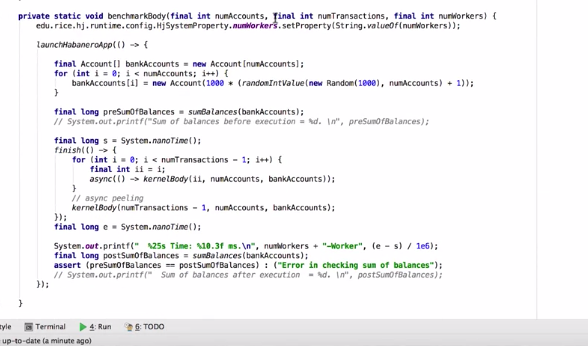 private static void benchmarkBody(final int numAccounts, final int numTransactions, final int numWorkers) {
    edu.rice.hj.runtime.config.HjSystemProperty.numWorkers.setProperty(String.valueOf(numWorkers));
    launchHabaneroApp(() -> {
        final Account[] bankAccounts = new Account[numAccounts];
        for (int i = 0; i < numAccounts; i++) {
            bankAccounts[i] = new Account(1000 * (randomIntValue(new Random(1000), numAccounts) + 1));
        }
        final long preSumOfBalances = sumBalances(bankAccounts);
        // System.out.printf("Sum of balances before execution = %d. \n", preSumOfBalances);
        final long s = System.nanoTime();
        finish(() -> {
            for (int i = 0; i < numTransactions - 1; i++) {
                final int ii = i;
                async(() -> kernelBody(ii, numAccounts, bankAccounts));
            }
            // async peeling
            kernelBody(numTransactions - 1, numAccounts, bankAccounts);
        });
        final long e = System.nanoTime();
        System.out.printf("  %25s Time: %10.3f ms.\n", numWorkers + "-Worker", (e - s) / 1e6);
        final long postSumOfBalances = sumBalances(bankAccounts);
        assert (preSumOfBalances == postSumOfBalances) : ("Error in checking sum of balances");
        // System.out.printf("  Sum of balances after execution  = %d. \n", postSumOfBalances);
    });
}
tyle Terminal 4: Run 6: TODO
up-to-date (a minute ago)